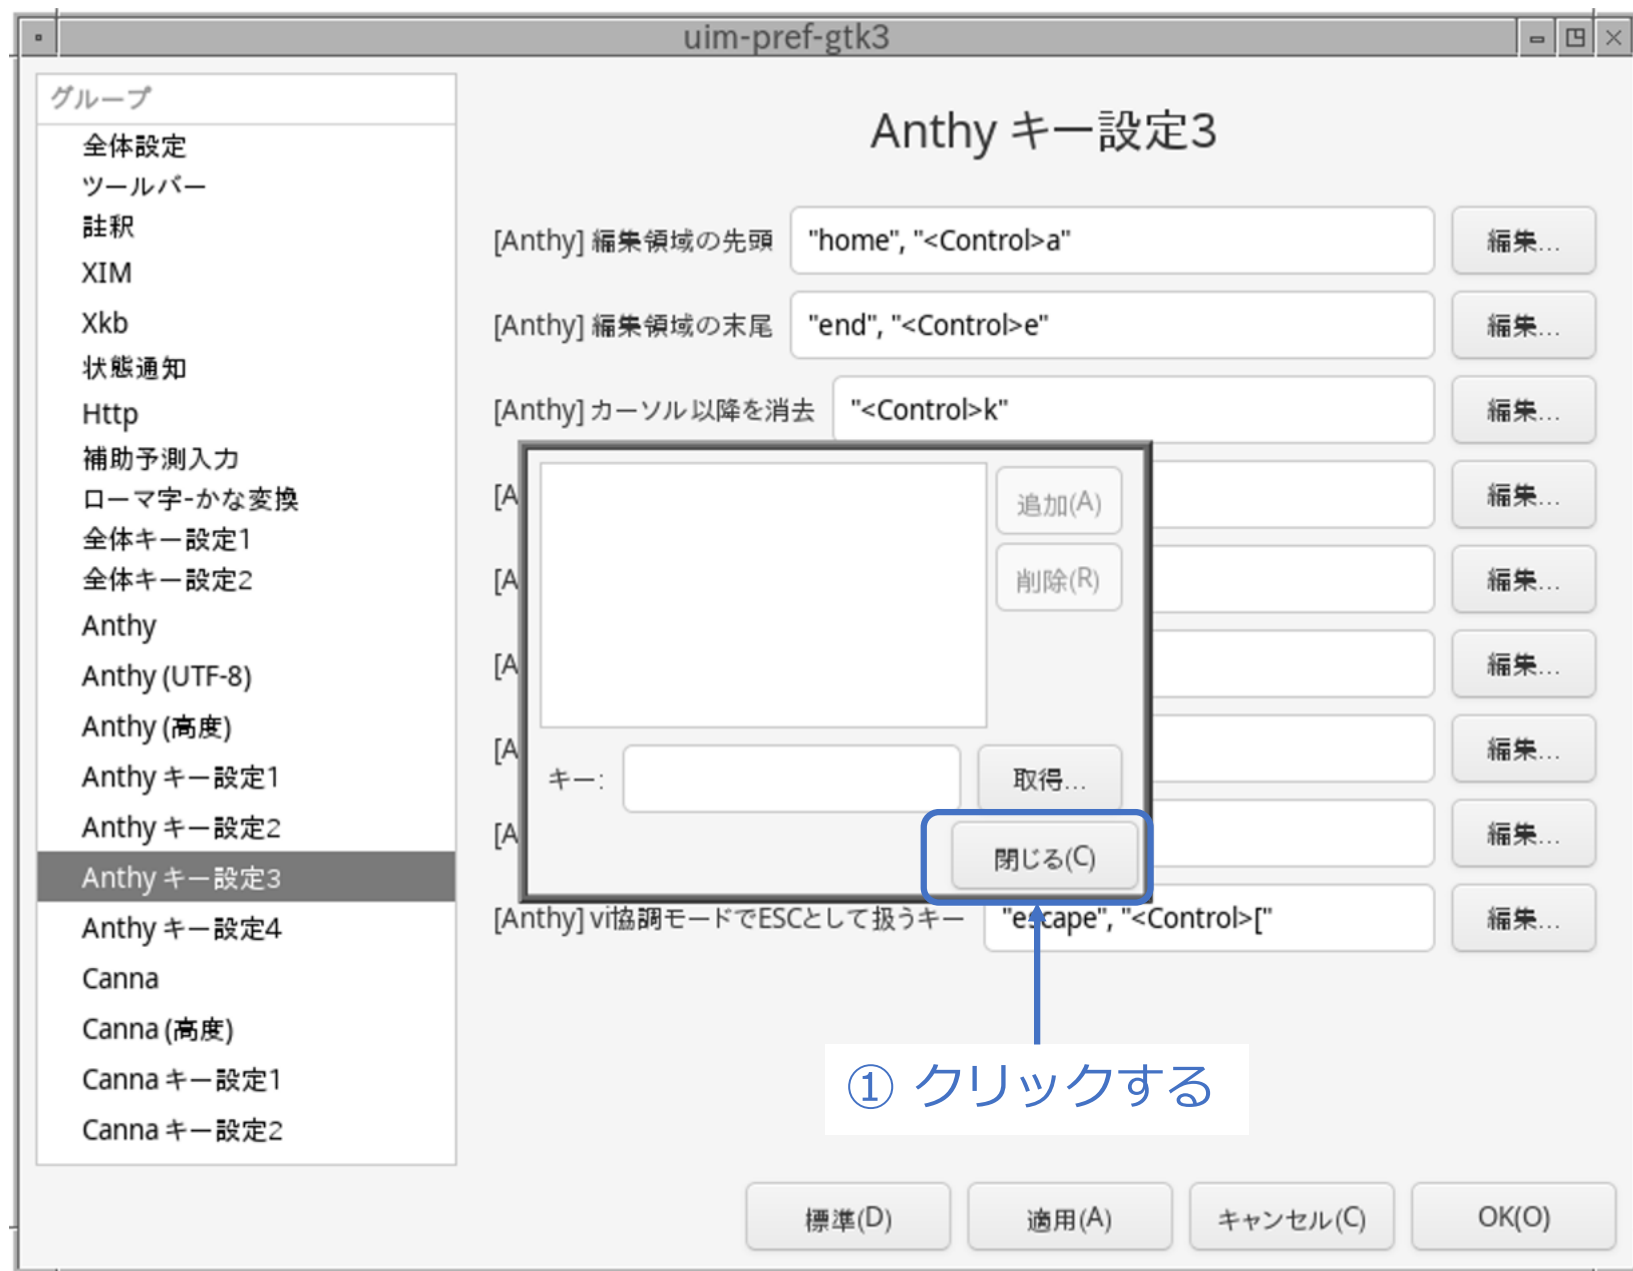 uim-pref-gtk3
グループ
全体設定
ツールバー
註釈
XIM
Xkb
状態通知
Http
補助予測入力
ローマ字-かな変換
全体キー設定1
全体キー設定2
Anthy
Anthy (UTF-8)
Anthy (高度)
Anthy キー設定1
Anthy キー設定2
Anthy キー設定3
Anthy キー設定4
Canna
Canna (高度)
Canna キー設定1
Canna キー設定2
Anthy キー設定3
[Anthy] 編集領域の先頭 "home", "<Control>a" 編集...
[Anthy] 編集領域の末尾 "end", "<Control>e" 編集...
[Anthy] カーソル以降を消去 "<Control>k" 編集...
[A 編集...
[A 編集...
[A 編集...
[A 編集...
[A 編集...
追加(A)
削除(R)
キー: 取得...
閉じる(C)
[Anthy] vi協調モードでESCとして扱うキー "escape", "<Control>[" 編集...
① クリックする
標準(D) 適用(A) キャンセル(C) OK(O)